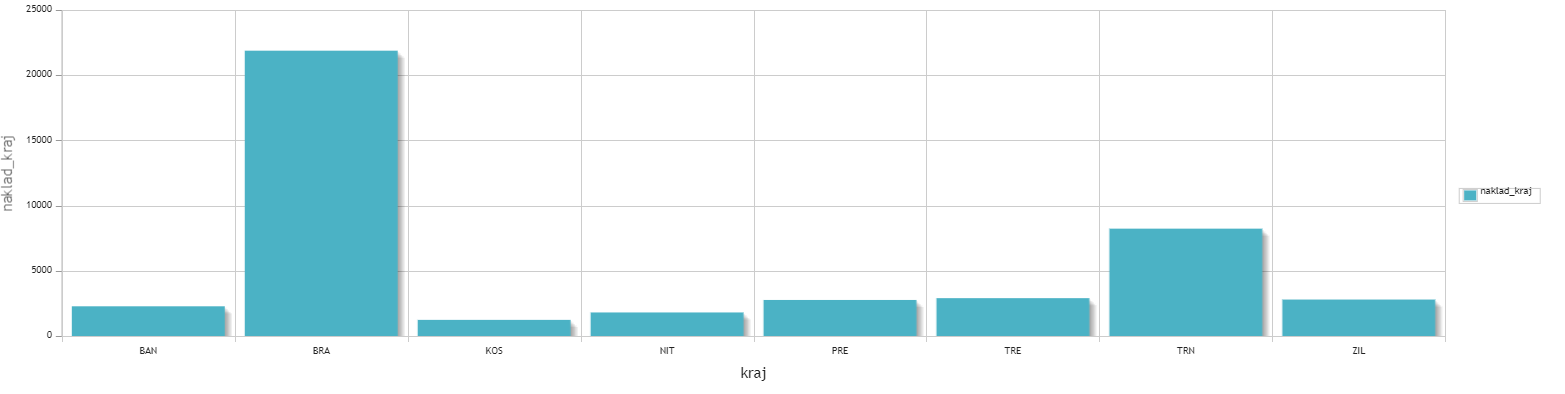 25000
20000
15000
10000
5000
0
naklad_kraj
BAN BRA KOS NIT PRE TRE TRN ZIL
kraj
naklad_kraj